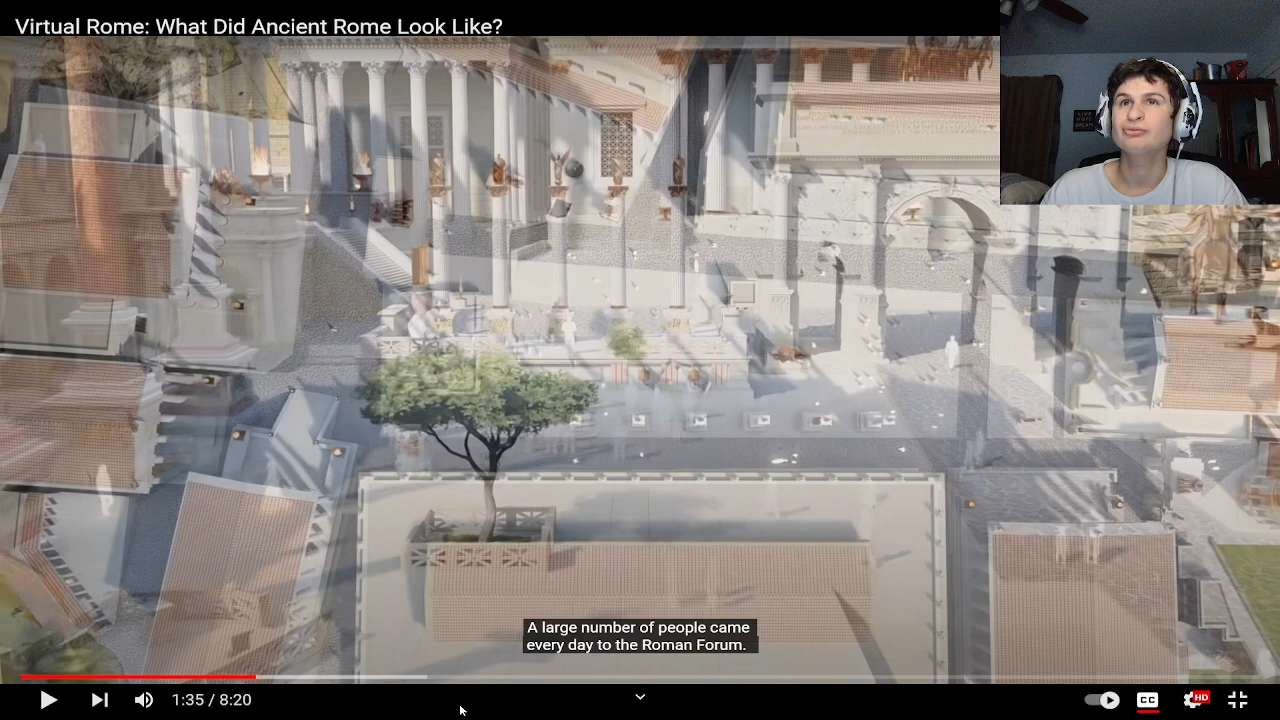 Virtual Rome: What Did Ancient Rome Look Like?
A large number of people came
every day to the Roman Forum.
1:35 / 8:20
CC
HD